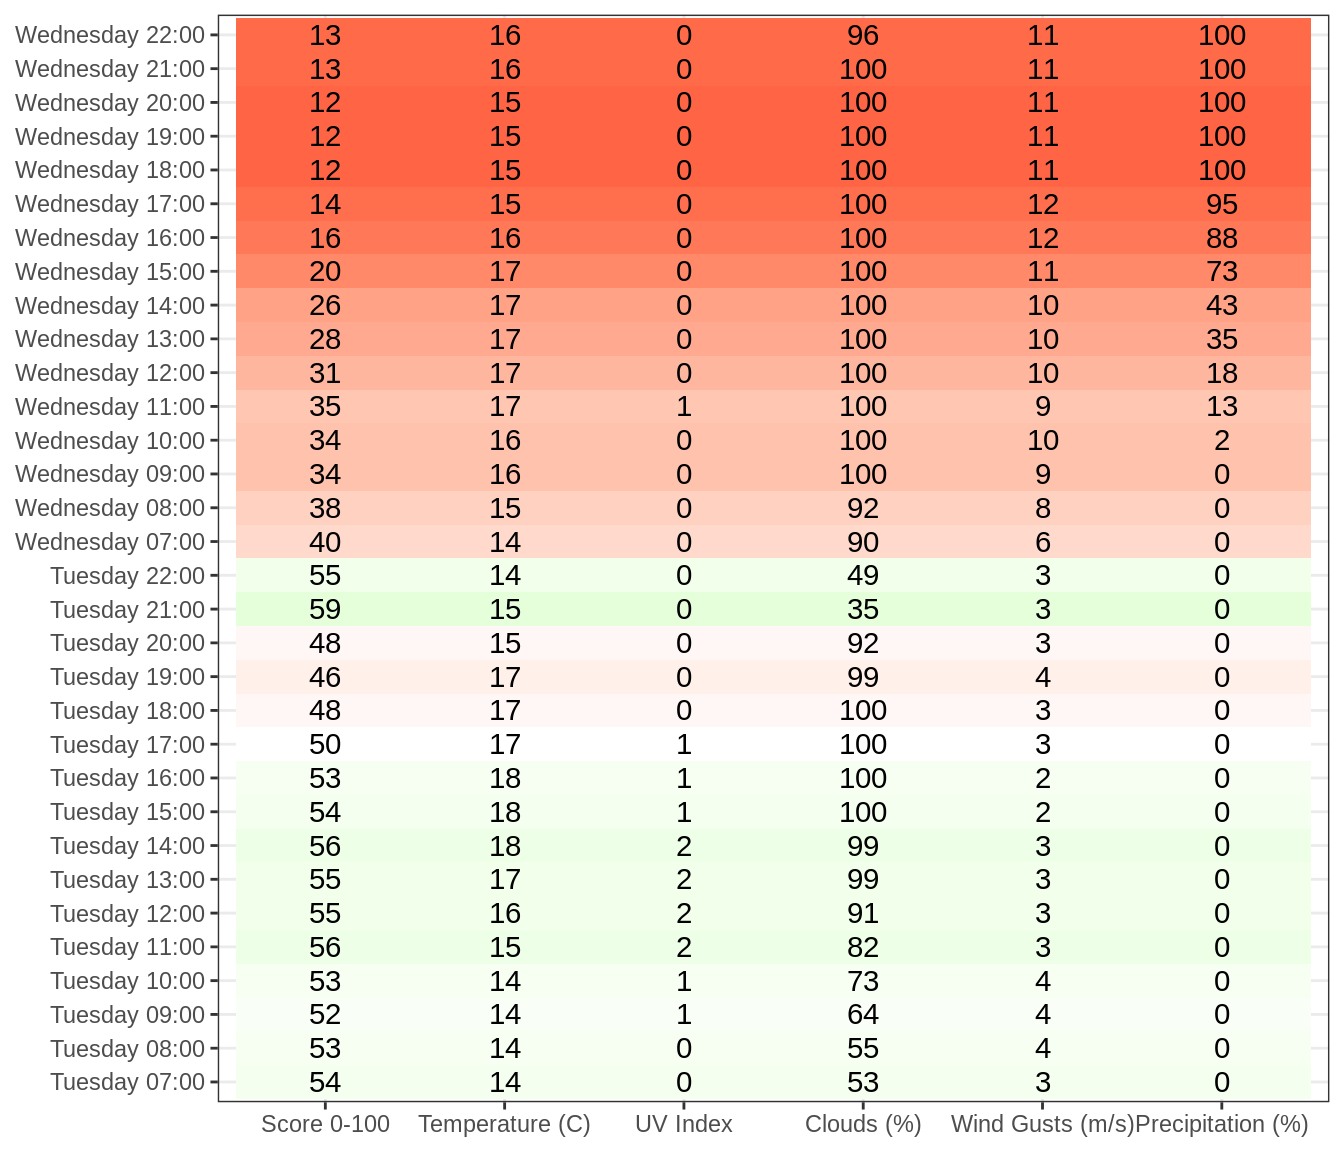 Wednesday 22:00 13 16 0 96 11 100
Wednesday 21:00 13 16 0 100 11 100
Wednesday 20:00 12 15 0 100 11 100
Wednesday 19:00 12 15 0 100 11 100
Wednesday 18:00 12 15 0 100 11 100
Wednesday 17:00 14 15 0 100 12 95
Wednesday 16:00 16 16 0 100 12 88
Wednesday 15:00 20 17 0 100 11 73
Wednesday 14:00 26 17 0 100 10 43
Wednesday 13:00 28 17 0 100 10 35
Wednesday 12:00 31 17 0 100 10 18
Wednesday 11:00 35 17 1 100 9 13
Wednesday 10:00 34 16 0 100 10 2
Wednesday 09:00 34 16 0 100 9 0
Wednesday 08:00 38 15 0 92 8 0
Wednesday 07:00 40 14 0 90 6 0
Tuesday 22:00 55 14 0 49 3 0
Tuesday 21:00 59 15 0 35 3 0
Tuesday 20:00 48 15 0 92 3 0
Tuesday 19:00 46 17 0 99 4 0
Tuesday 18:00 48 17 0 100 3 0
Tuesday 17:00 50 17 1 100 3 0
Tuesday 16:00 53 18 1 100 2 0
Tuesday 15:00 54 18 1 100 2 0
Tuesday 14:00 56 18 2 99 3 0
Tuesday 13:00 55 17 2 99 3 0
Tuesday 12:00 55 16 2 91 3 0
Tuesday 11:00 56 15 2 82 3 0
Tuesday 10:00 53 14 1 73 4 0
Tuesday 09:00 52 14 1 64 4 0
Tuesday 08:00 53 14 0 55 4 0
Tuesday 07:00 54 14 0 53 3 0
Score 0-100 Temperature (C) UV Index Clouds (%) Wind Gusts (m/s) Precipitation (%)